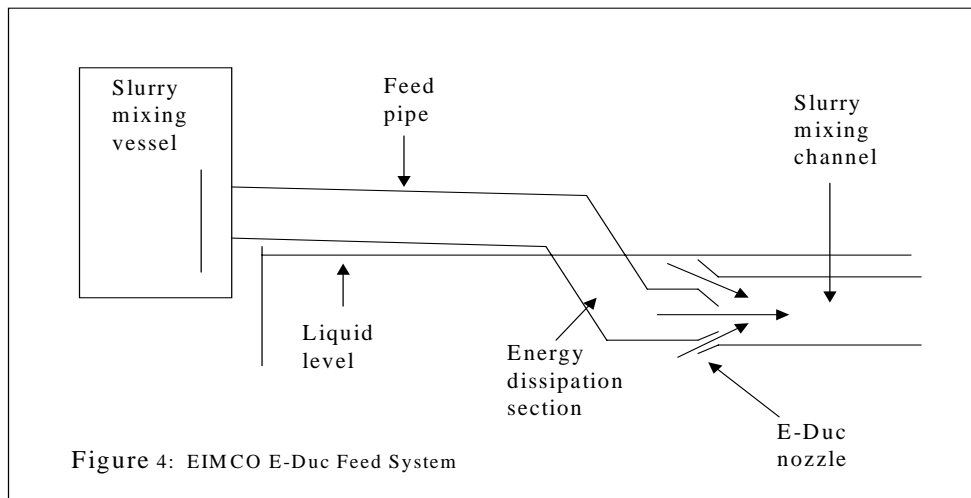 Slurry
mixing
vessel
Feed
pipe
Slurry
mixing
channel
Liquid
level
Energy
dissipation
section
E-Duc
nozzle
Figure 4: EIMCO E-Duc Feed System